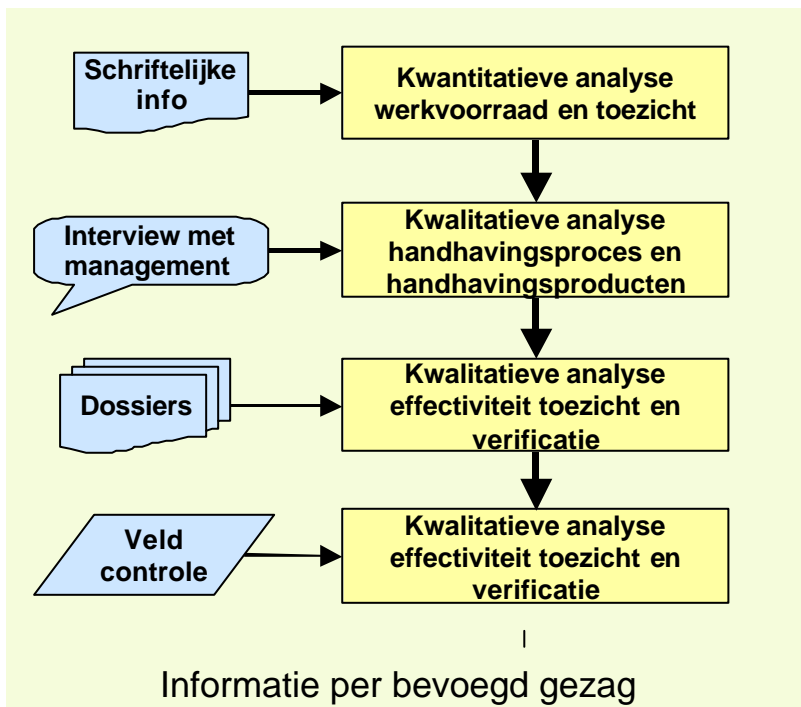 Schriftelijke
info
Kwantitatieve analyse
werkvoorraad en toezicht
Interview met
management
Kwalitatieve analyse
handhavingsproces en
handhavingsproducten
Dossiers
Kwalitatieve analyse
effectiviteit toezicht en
verificatie
Veld
controle
Kwalitatieve analyse
effectiviteit toezicht en
verificatie
Informatie per bevoegd gezag